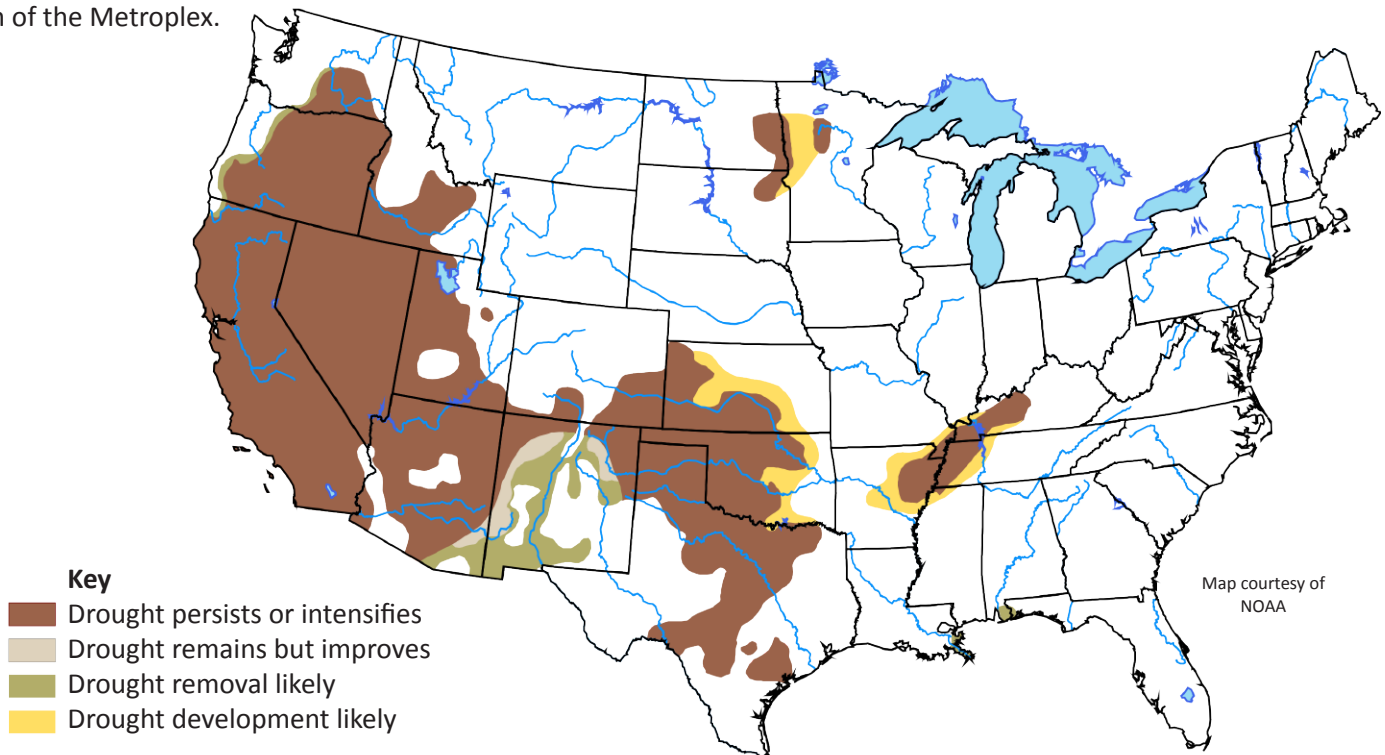 of the Metroplex.
Key
Drought persists or intensifies
Drought remains but improves
Drought removal likely
Drought development likely
Map courtesy of
NOAA